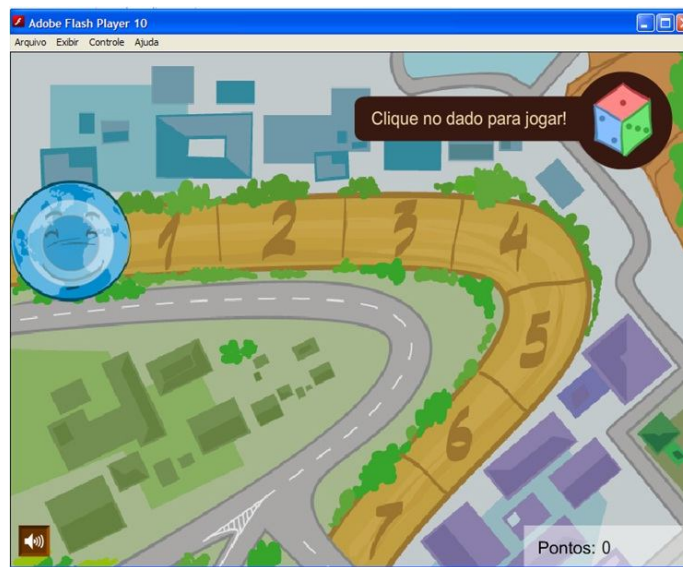 Adobe Flash Player 10
Arquivo Exibir Controle Ajuda
Clique no dado para jogar!
1 2 3 4
5
6
7
Pontos: 0